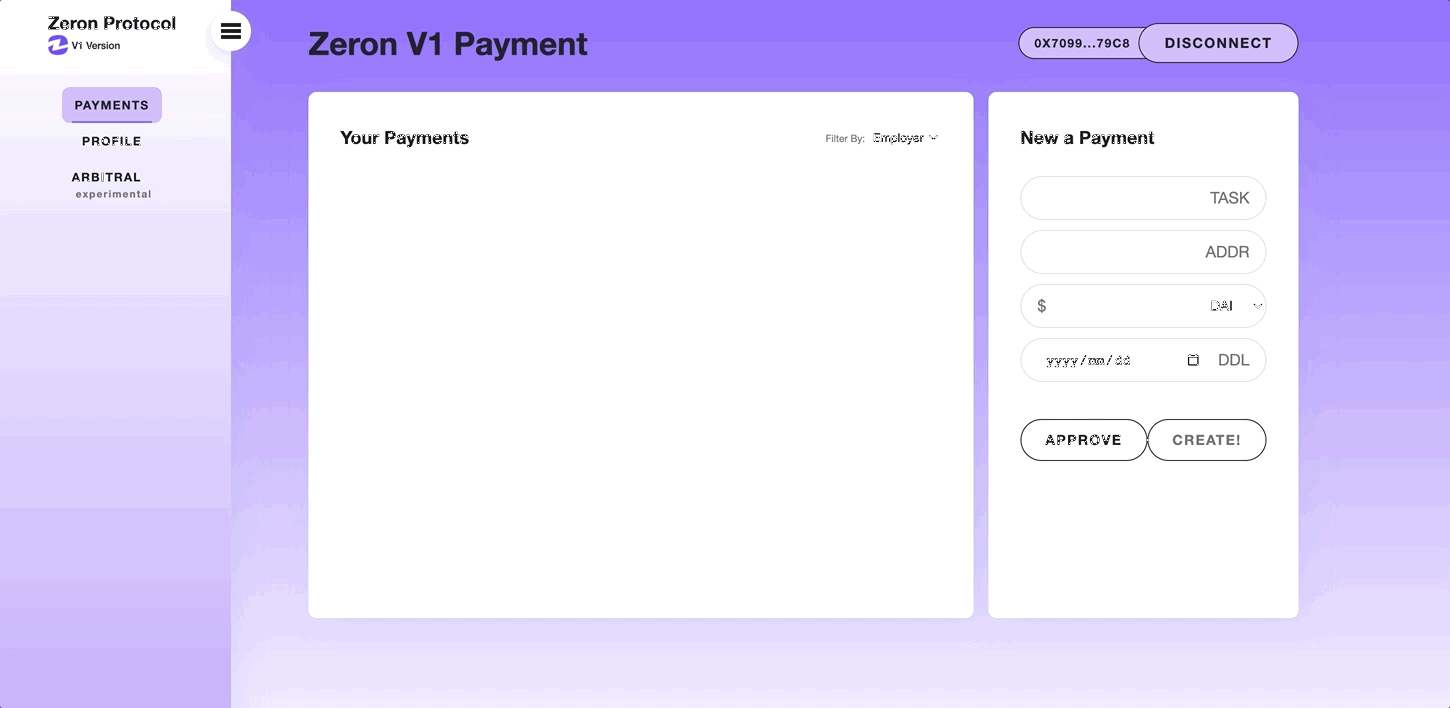 Zeron Protocol
V1 Version
PAYMENTS
PROFILE
ARBITRAL
experimental
Zeron V1 Payment
0X7099...79C8
DISCONNECT
Your Payments
Filter By: Employer
New a Payment
TASK
ADDR
$ DAI
yyyy/mm/dd DDL
APPROVE
CREATE!